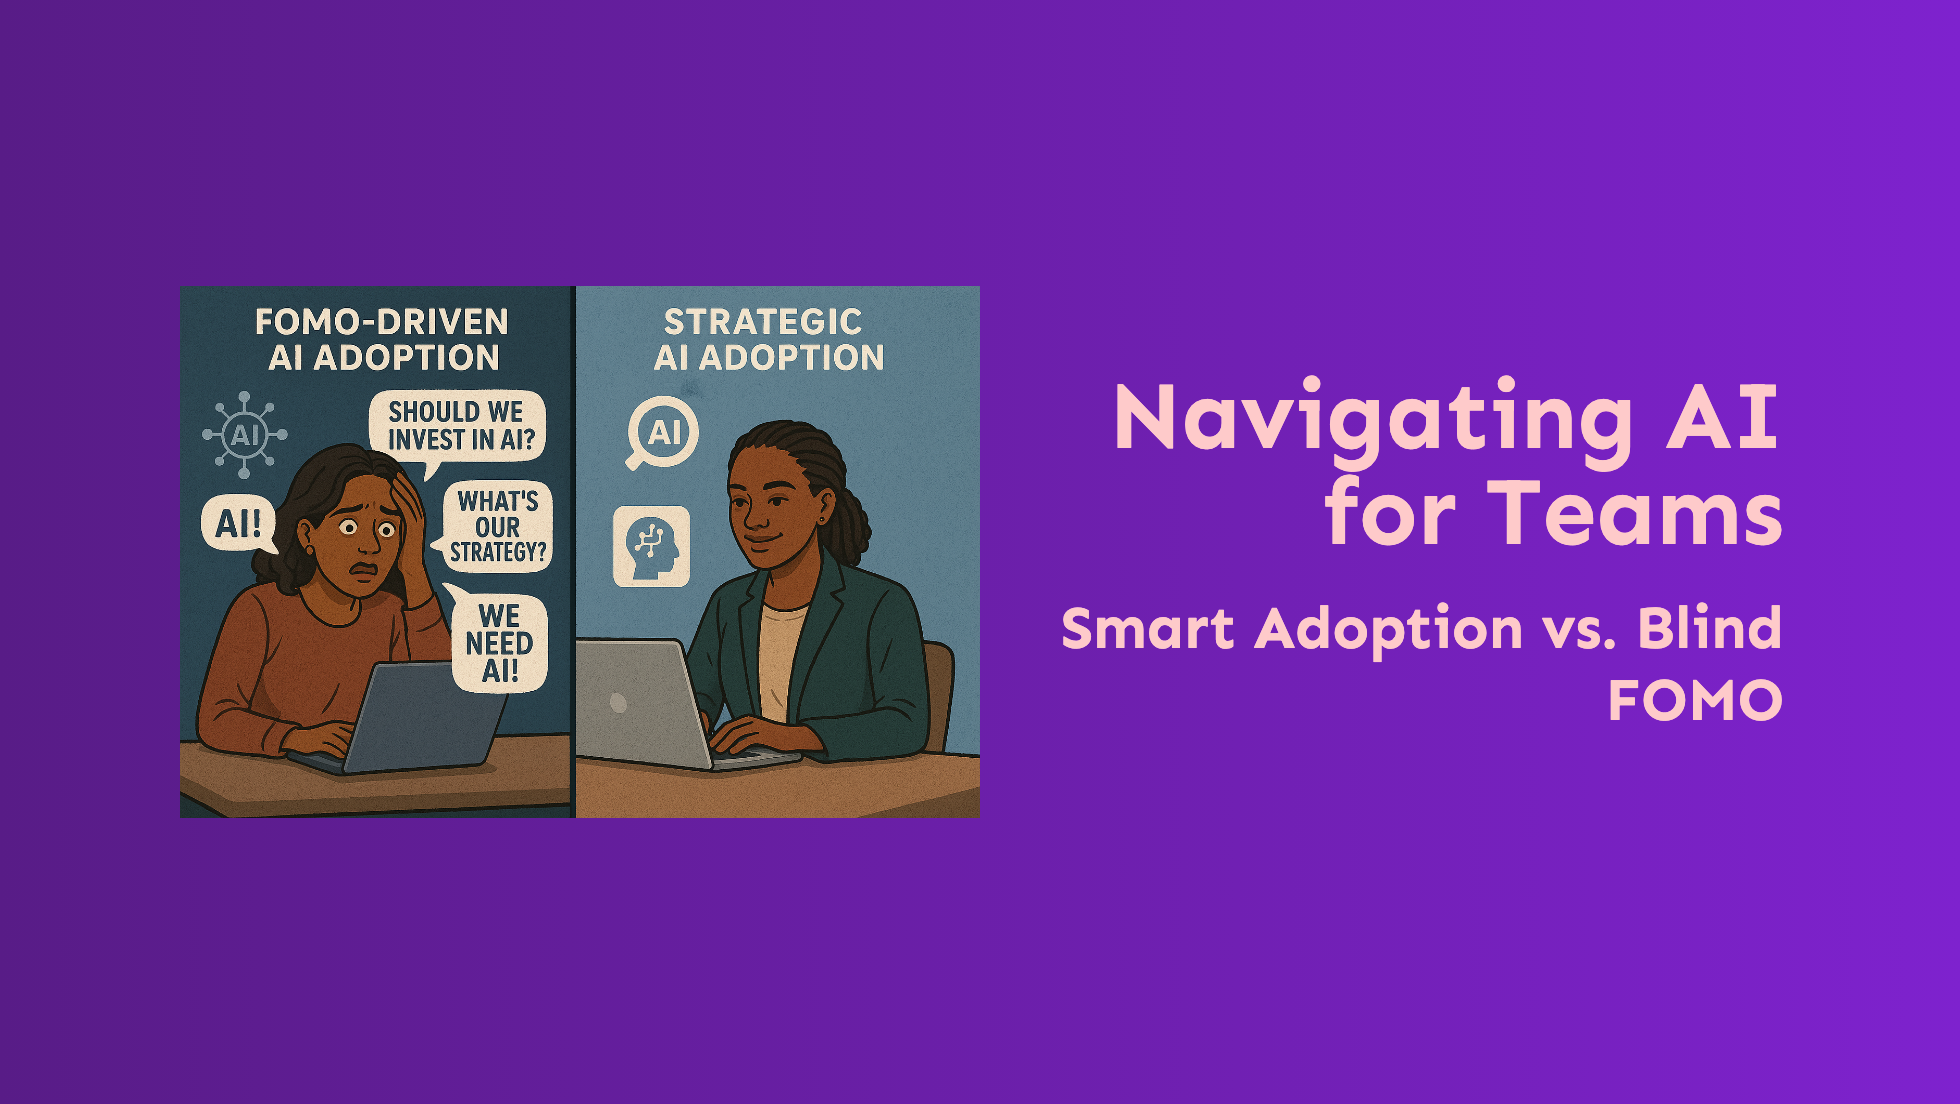 FOMO-DRIVEN
AI ADOPTION
AI
SHOULD WE
INVEST IN AI?
AI!
WHAT'S
OUR
STRATEGY?
WE
NEED
AI!
STRATEGIC
AI ADOPTION
AI
Navigating AI
for Teams
Smart Adoption vs. Blind
FOMO